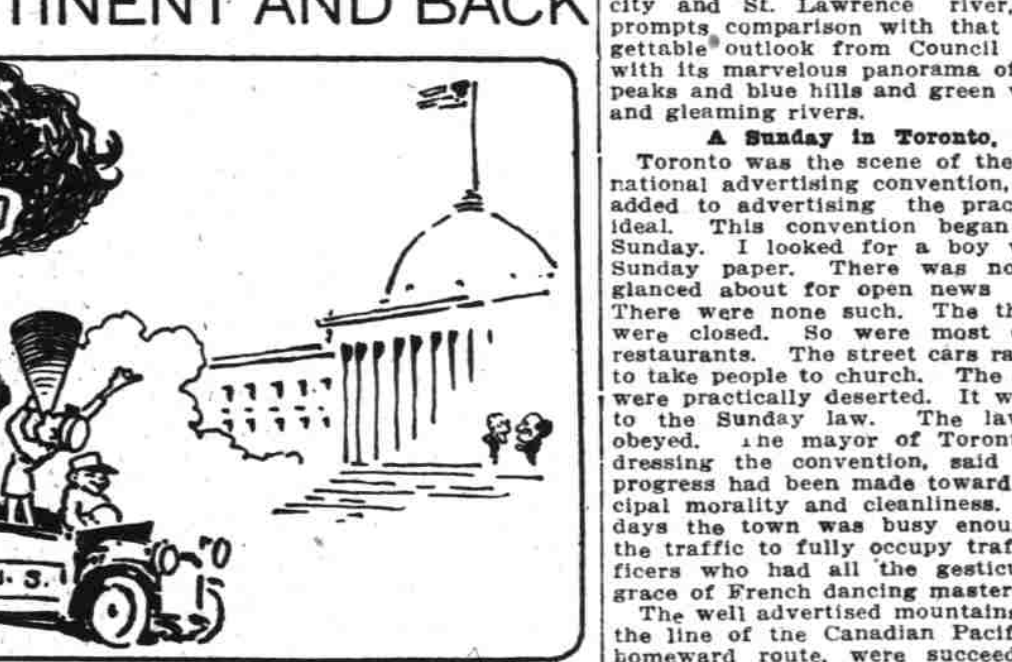 TINENT AND BACK
. S.
city and St. Lawrence river,
prompts comparison with that
gettable outlook from Council
with its marvelous panorama of
peaks and blue hills and green
and gleaming rivers.
A Sunday in Toronto.
Toronto was the scene of the
national advertising convention,
added to advertising the prac
ideal. This convention began
Sunday. I looked for a boy
Sunday paper. There was no
glanced about for open news
There were none such. The th
were closed. So were most
restaurants. The street cars ra
to take people to church. The
were practically deserted. It w
to the Sunday law. The la
obeyed. The mayor of Toront
dressing the convention, said
progress had been made toward
cipal morality and cleanliness.
days the town was busy enou
the traffic to fully occupy traf
ficers who had all the gestic
grace of French dancing master
The well advertised mountain
the line of the Canadian Pacif
homeward route, were succeed